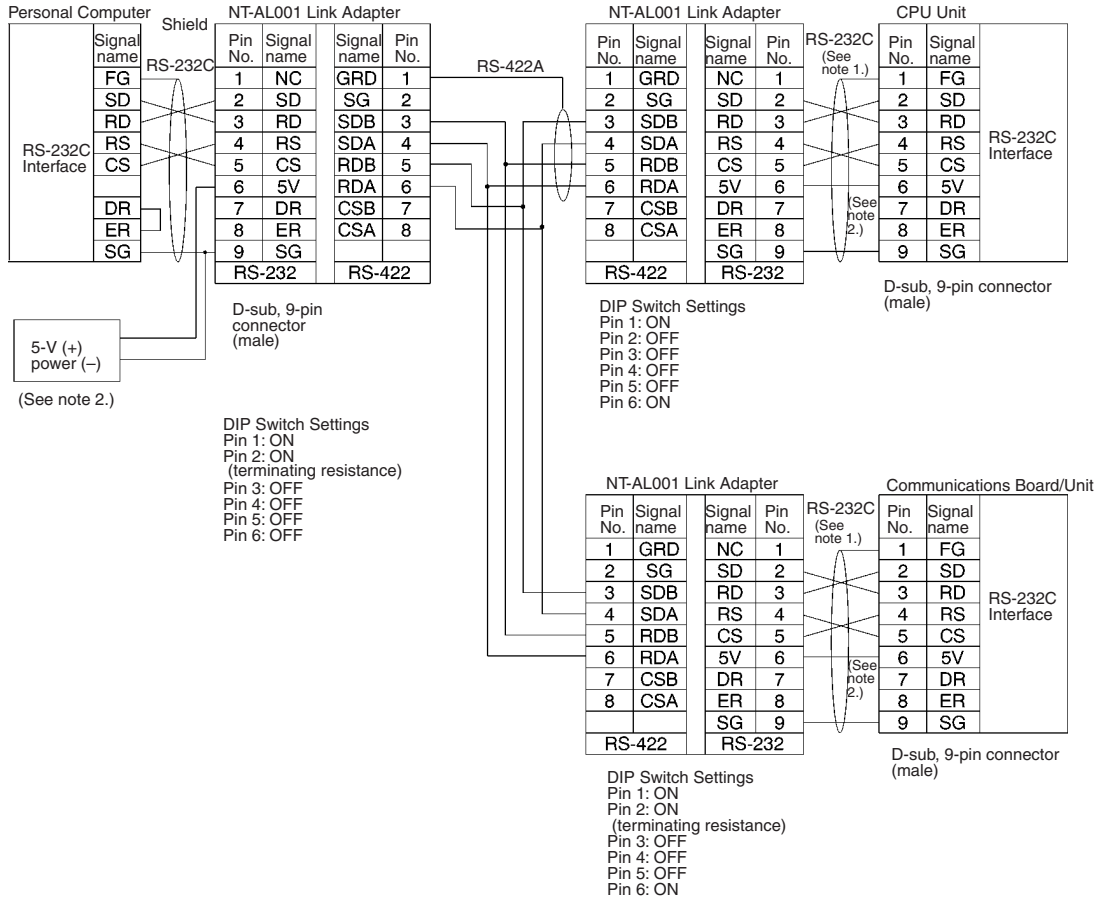 Personal Computer
Shield
NT-AL001 Link Adapter
Signal name
RS-232C
FG
SD
RD
RS
CS
DR
ER
SG
RS-232C Interface
Pin No. Signal name Signal name Pin No.
1 NC GRD 1
2 SD SG 2
3 RD SDB 3
4 RS SDA 4
5 CS RDB 5
6 5V RDA 6
7 DR CSB 7
8 ER CSA 8
9 SG
RS-232 RS-422
D-sub, 9-pin
connector
(male)
5-V (+)
power (–)
(See note 2.)
DIP Switch Settings
Pin 1: ON
Pin 2: ON
(terminating resistance)
Pin 3: OFF
Pin 4: OFF
Pin 5: OFF
Pin 6: OFF
RS-422A
NT-AL001 Link Adapter
Pin No. Signal name Signal name Pin No.
1 GRD NC 1
2 SG SD 2
3 SDB RD 3
4 SDA RS 4
5 RDB CS 5
6 RDA 5V 6
7 CSB DR 7
8 CSA ER 8
SG 9
RS-422 RS-232
DIP Switch Settings
Pin 1: ON
Pin 2: OFF
Pin 3: OFF
Pin 4: OFF
Pin 5: OFF
Pin 6: ON
RS-232C
(See
note 1.)
(See
note
2.)
CPU Unit
Pin No. Signal name
1 FG
2 SD
3 RD
4 RS
5 CS
6 5V
7 DR
8 ER
9 SG
RS-232C
Interface
D-sub, 9-pin connector
(male)
NT-AL001 Link Adapter
Pin No. Signal name Signal name Pin No.
1 GRD NC 1
2 SG SD 2
3 SDB RD 3
4 SDA RS 4
5 RDB CS 5
6 RDA 5V 6
7 CSB DR 7
8 CSA ER 8
SG 9
RS-422 RS-232
DIP Switch Settings
Pin 1: ON
Pin 2: ON
(terminating resistance)
Pin 3: OFF
Pin 4: OFF
Pin 5: OFF
Pin 6: ON
RS-232C
(See
note 1.)
(See
note
2.)
Communications Board/Unit
Pin No. Signal name
1 FG
2 SD
3 RD
4 RS
5 CS
6 5V
7 DR
8 ER
9 SG
RS-232C
Interface
D-sub, 9-pin connector
(male)